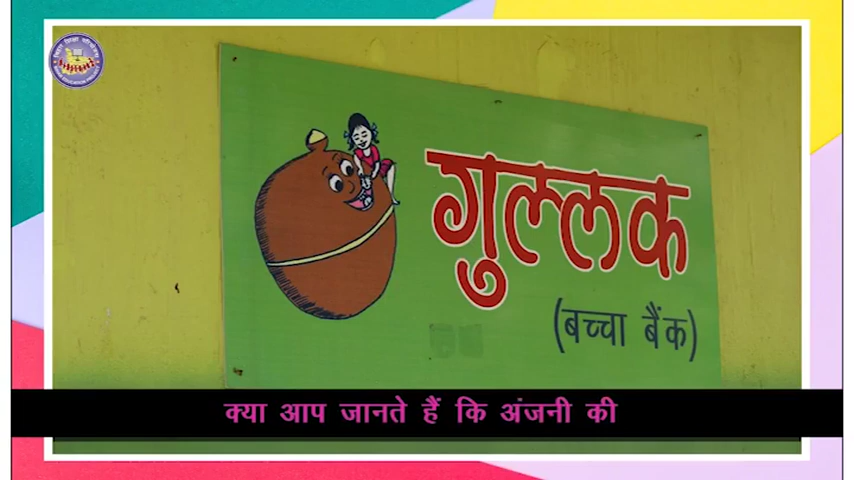 गुल्लक
(बच्चा बैंक)
क्या आप जानते हैं कि अंजनी की